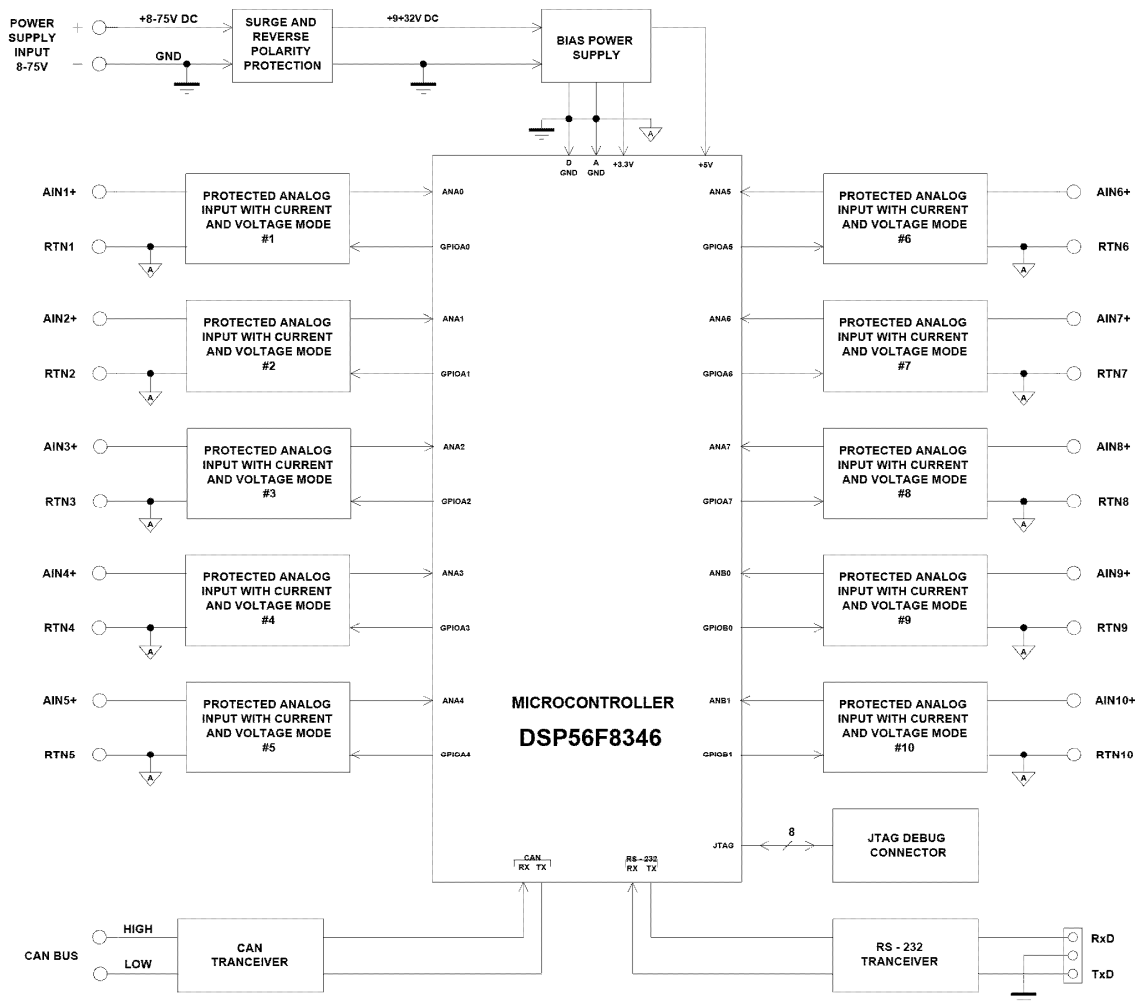 POWER
SUPPLY
INPUT
8-75V
+
−
+8-75V DC
GND
SURGE AND
REVERSE
POLARITY
PROTECTION
+9+32V DC
BIAS POWER
SUPPLY
A
D
GND
A
GND
+3.3V
+5V
AIN1+
RTN1
A
PROTECTED ANALOG
INPUT WITH CURRENT
AND VOLTAGE MODE
#1
ANA0
GPIOA0
ANA5
GPIOA5
PROTECTED ANALOG
INPUT WITH CURRENT
AND VOLTAGE MODE
#6
A
AIN6+
RTN6
AIN2+
RTN2
A
PROTECTED ANALOG
INPUT WITH CURRENT
AND VOLTAGE MODE
#2
ANA1
GPIOA1
ANA6
GPIOA6
PROTECTED ANALOG
INPUT WITH CURRENT
AND VOLTAGE MODE
#7
A
AIN7+
RTN7
AIN3+
RTN3
A
PROTECTED ANALOG
INPUT WITH CURRENT
AND VOLTAGE MODE
#3
ANA2
GPIOA2
ANA7
GPIOA7
PROTECTED ANALOG
INPUT WITH CURRENT
AND VOLTAGE MODE
#8
A
AIN8+
RTN8
AIN4+
RTN4
A
PROTECTED ANALOG
INPUT WITH CURRENT
AND VOLTAGE MODE
#4
ANA3
GPIOA3
ANB0
GPIOB0
PROTECTED ANALOG
INPUT WITH CURRENT
AND VOLTAGE MODE
#9
A
AIN9+
RTN9
AIN5+
RTN5
A
PROTECTED ANALOG
INPUT WITH CURRENT
AND VOLTAGE MODE
#5
ANA4
GPIOA4
MICROCONTROLLER
DSP56F8346
ANB1
GPIOB1
PROTECTED ANALOG
INPUT WITH CURRENT
AND VOLTAGE MODE
#10
A
AIN10+
RTN10
JTAG
8
JTAG DEBUG
CONNECTOR
CAN
RX TX
RS - 232
RX TX
CAN BUS
HIGH
LOW
CAN
TRANCEIVER
RS - 232
TRANCEIVER
RxD
TxD